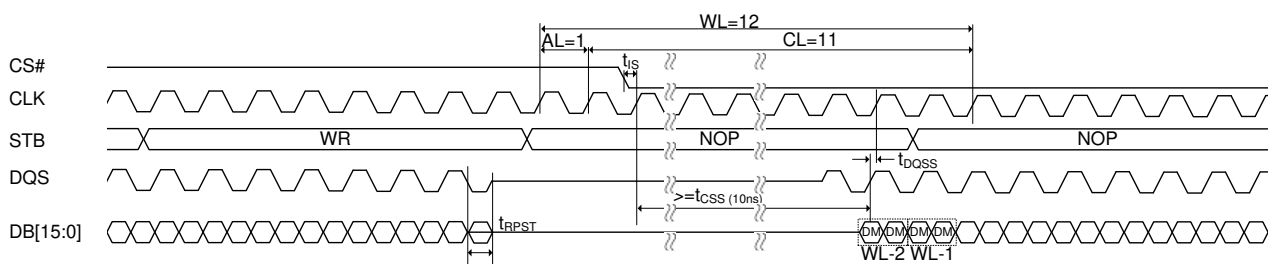 WL=12
AL=1 CL=11
CS# tIS
CLK
STB WR NOP NOP
tDQSS
DQS
>=tCSS (10ns)
DB[15:0] tRPST DM DM DM DM
WL-2 WL-1